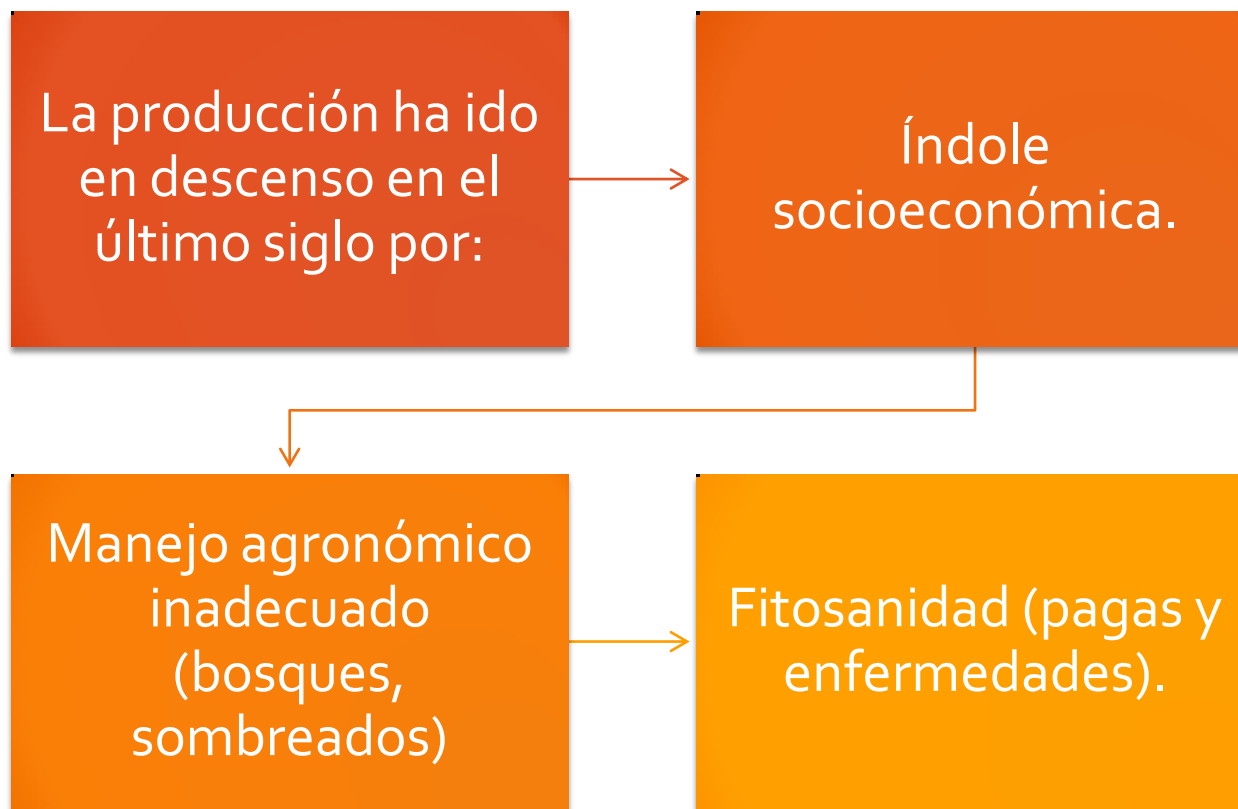 La producción ha ido
en descenso en el
último siglo por:
Índole
socioeconómica.
Manejo agronómico
inadecuado
(bosques,
sombreados)
Fitosanidad (pagas y
enfermedades).